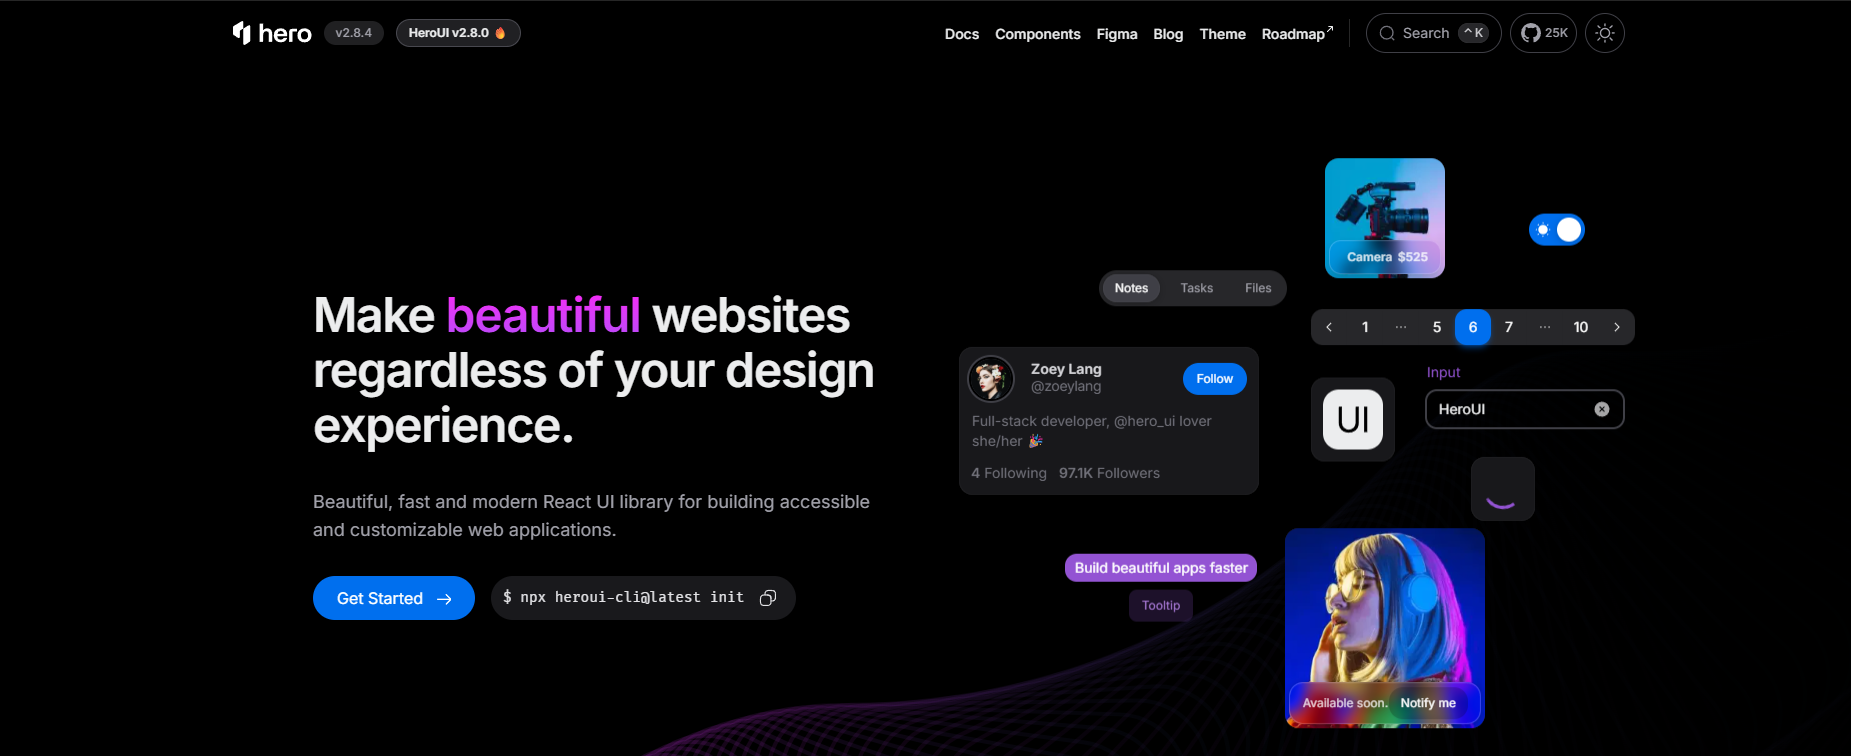 hero
v2.8.4
HeroUI v2.8.0 🔥
Docs
Components
Figma
Blog
Theme
Roadmap
Search
⌃K
25K
Make beautiful websites
regardless of your design
experience.
Beautiful, fast and modern React UI library for building accessible
and customizable web applications.
Get Started →
$ npx heroui-cli@latest init
Camera $525
Notes
Tasks
Files
1 ··· 5 6 7 ··· 10
Zoey Lang
@zoeylang
Follow
Full-stack developer, @hero_ui lover
she/her 🎉
4 Following 97.1K Followers
UI
Input
HeroUI
Build beautiful apps faster
Tooltip
Available soon. Notify me